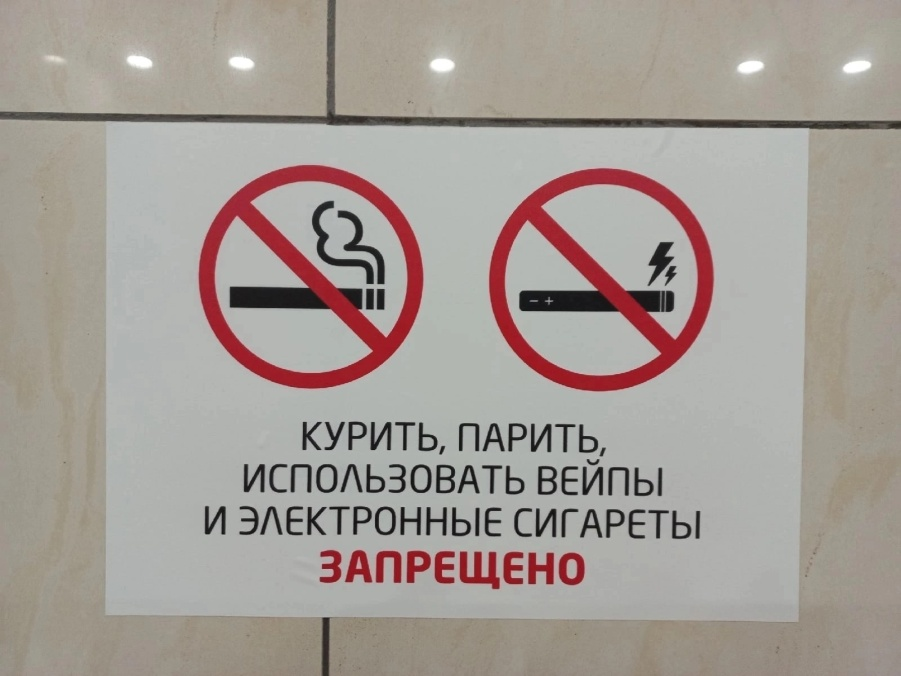 КУРИТЬ, ПАРИТЬ,
ИСПОЛЬЗОВАТЬ ВЕЙПЫ
И ЭЛЕКТРОННЫЕ СИГАРЕТЫ
ЗАПРЕЩЕНО